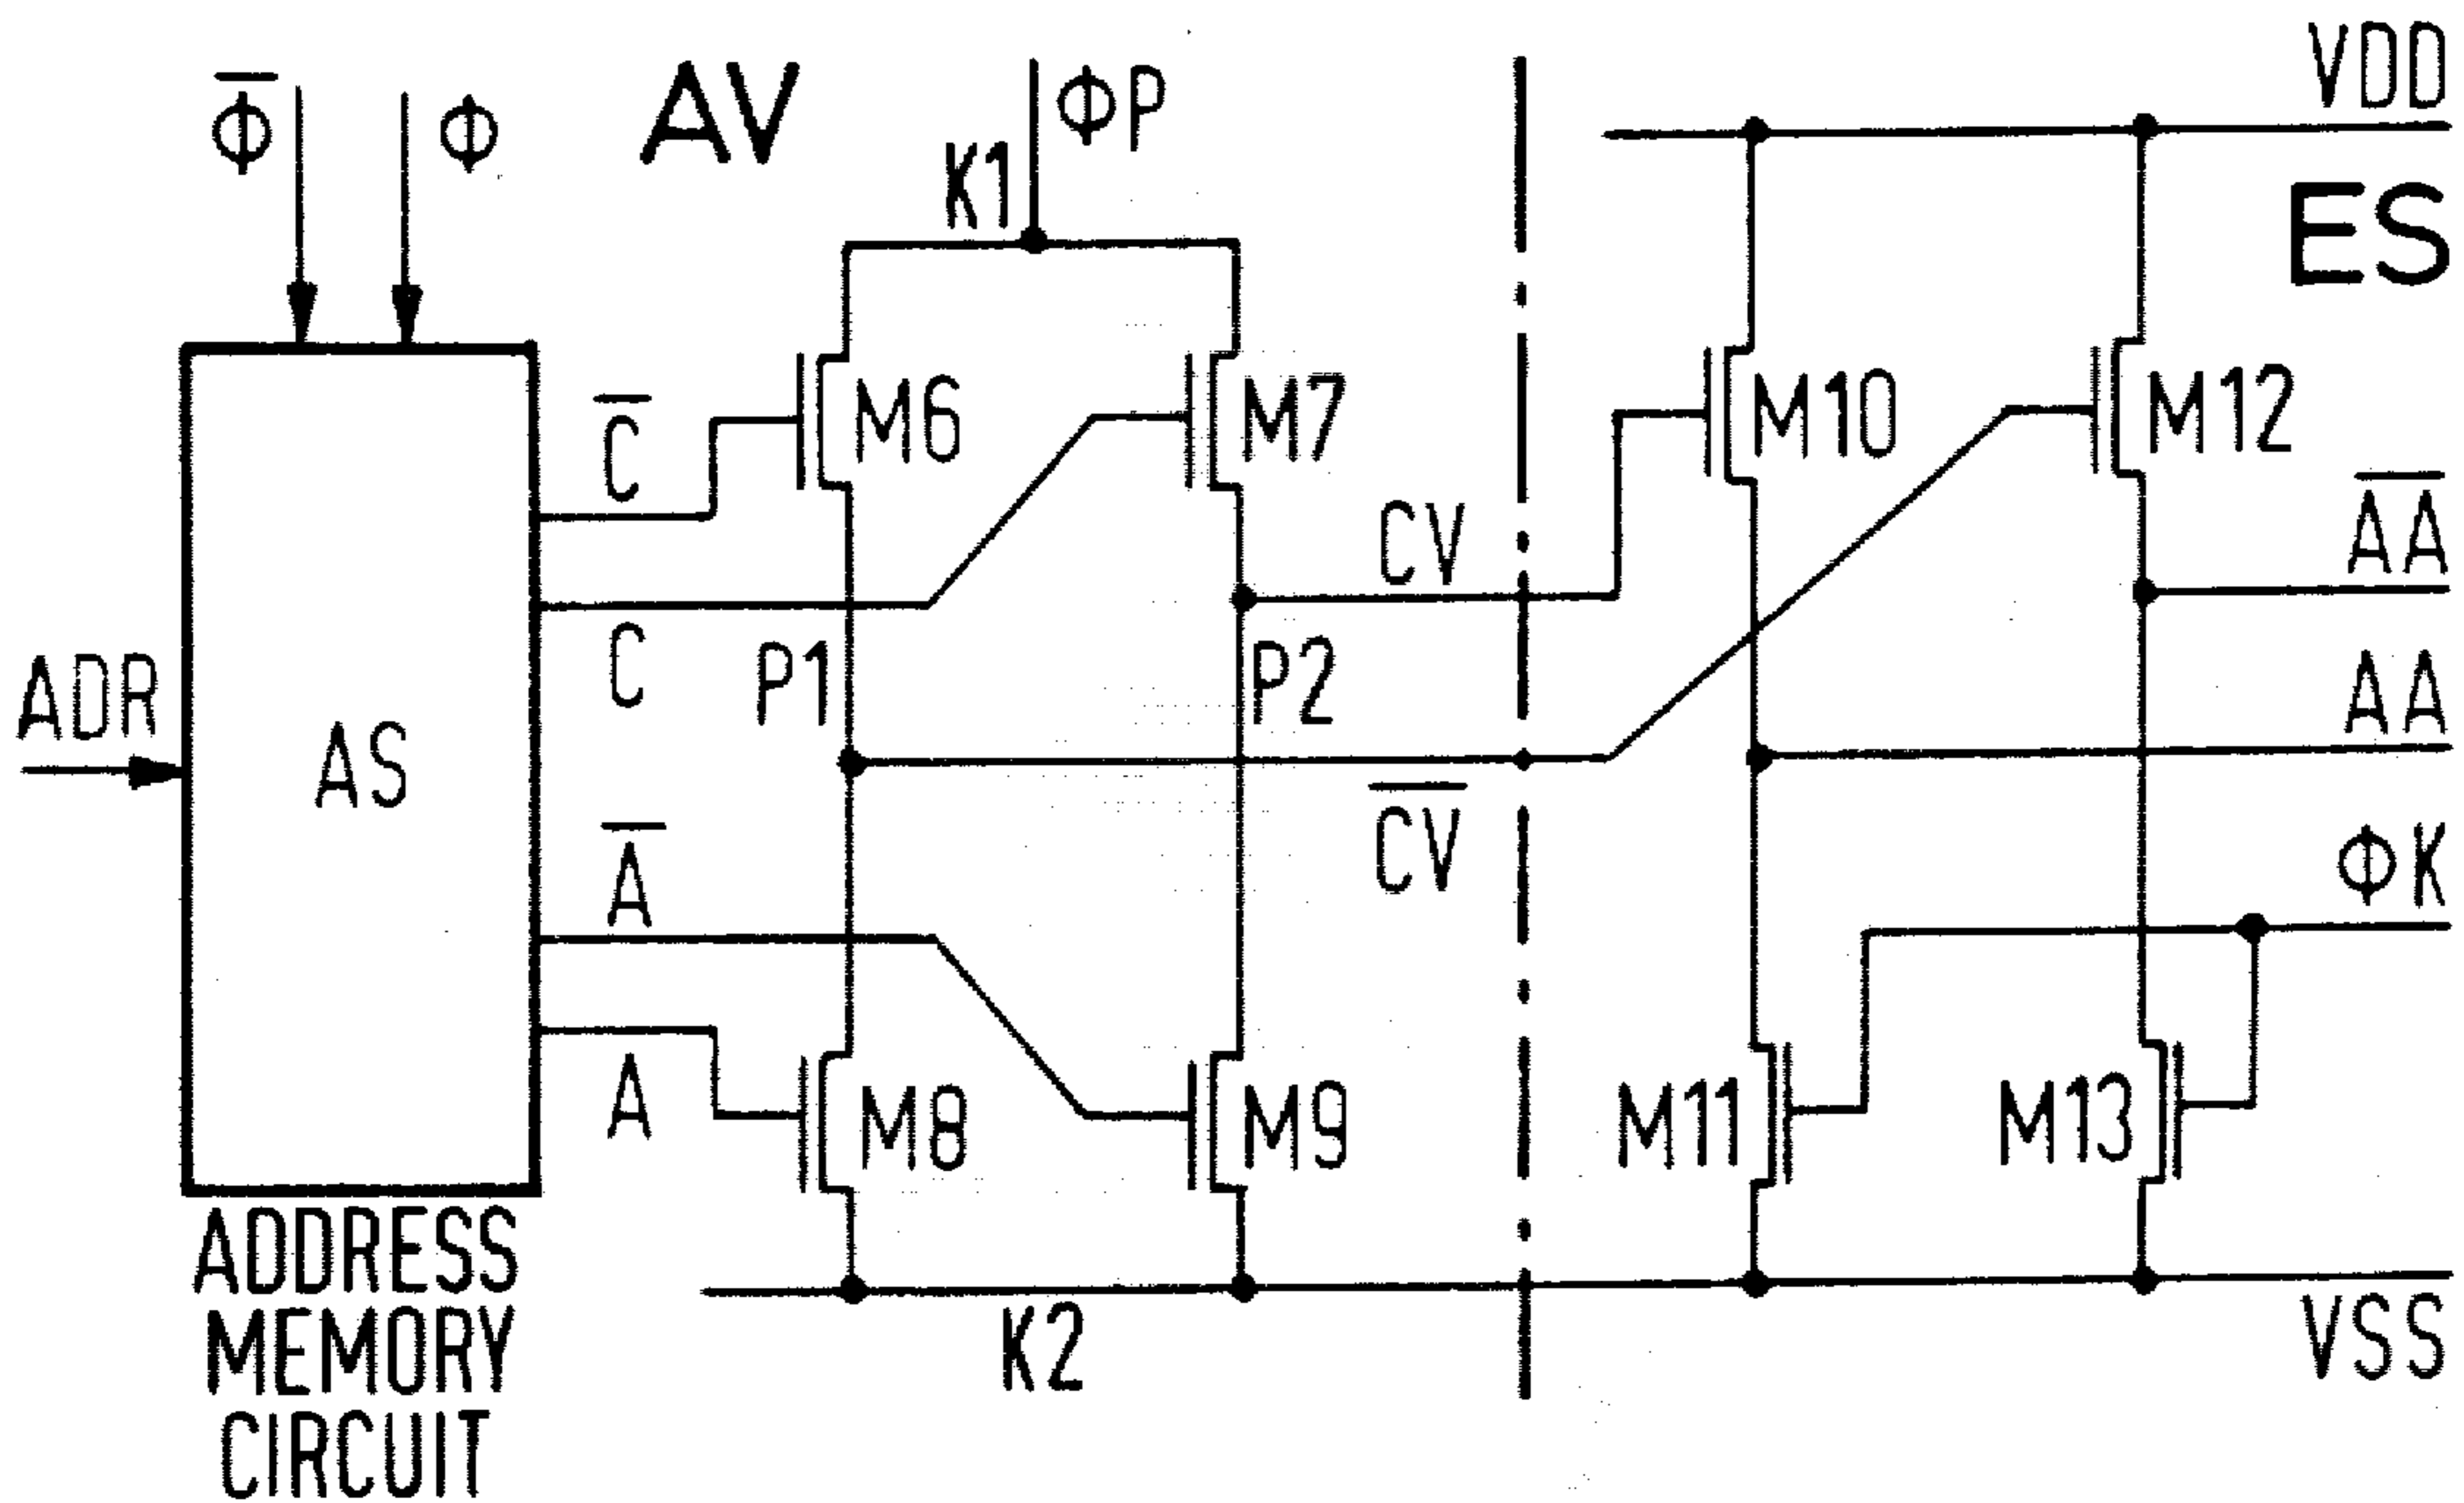 Φ̅
Φ
AV
K1
ΦP
VDD
ES
C̅
M6
M7
M10
M12
C
CV
A̅A̅
ADR
AS
P1
P2
AA
A̅
C̅V̅
ΦK
A
M8
M9
M11
M13
K2
VSS
ADDRESS
MEMORY
CIRCUIT